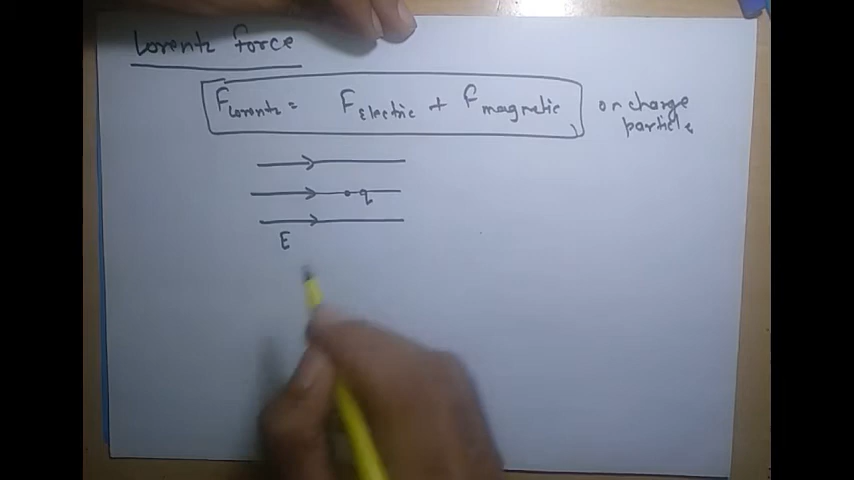 Lorentz force
F Lorentz = F Electric + F magnetic on charge particle
q
E